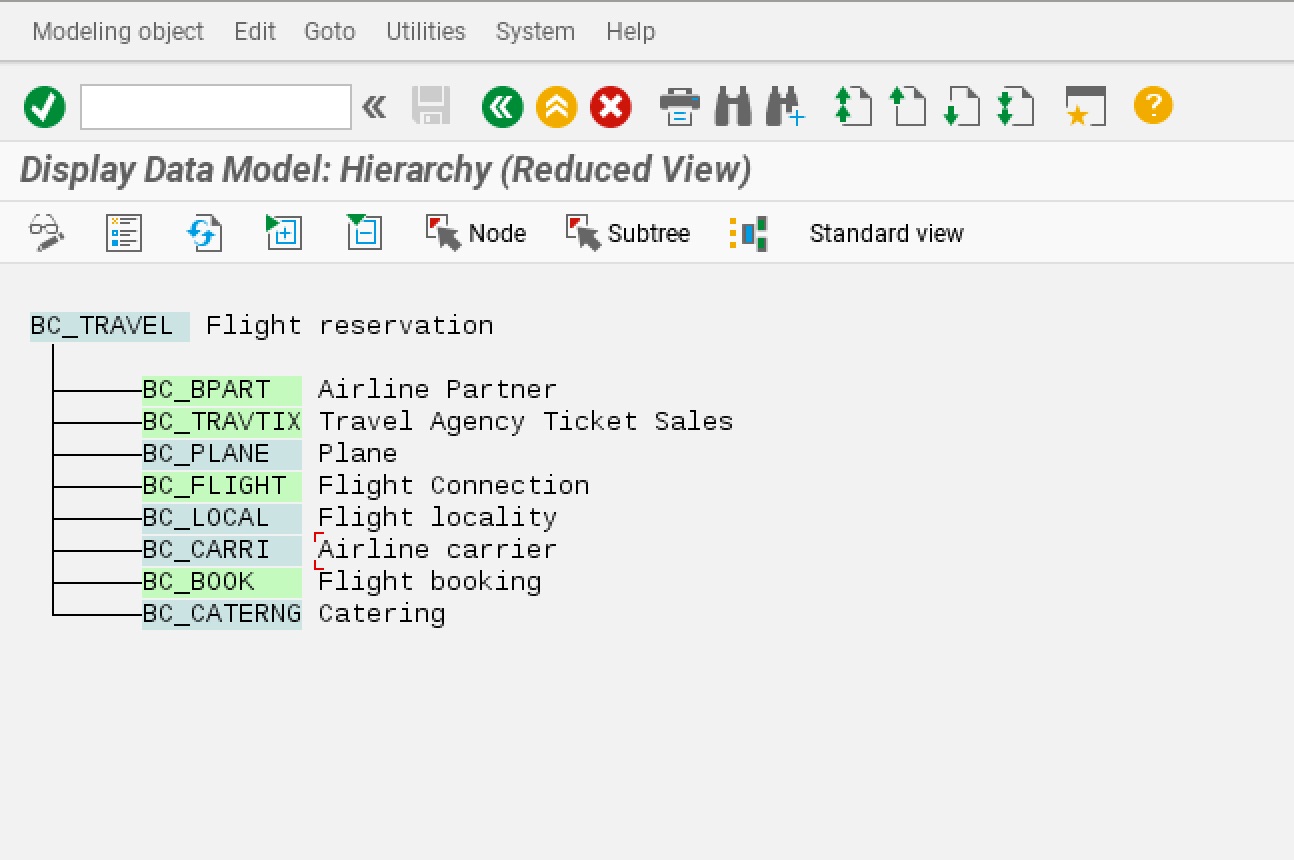 Modeling object Edit Goto Utilities System Help
Display Data Model: Hierarchy (Reduced View)
Node Subtree Standard view
BC_TRAVEL Flight reservation
BC_BPART Airline Partner
BC_TRAVTIX Travel Agency Ticket Sales
BC_PLANE Plane
BC_FLIGHT Flight Connection
BC_LOCAL Flight locality
BC_CARRI Airline carrier
BC_BOOK Flight booking
BC_CATERNG Catering